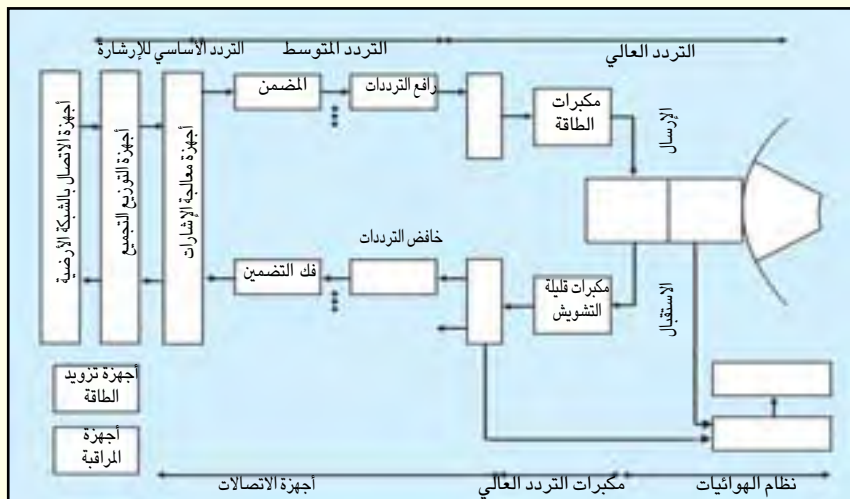 التردد العالي
التردد المتوسط
التردد الأساسي للإرشارة
أجهزة الاتصال بالشبكة الأرضية
أجهزة التوزيع التجميع
أجهزة معالجة الإشارات
المضمن
رافع الترددات
مكبرات
الطاقة
الإرسال
خافض الترددات
فك التضمين
مكبرات قليلة
التشويش
الاستقبال
أجهزة تزويد
الطاقة
أجهزة
المراقبة
نظام الهوائيات
مكبرات التردد العالي
أجهزة الاتصالات